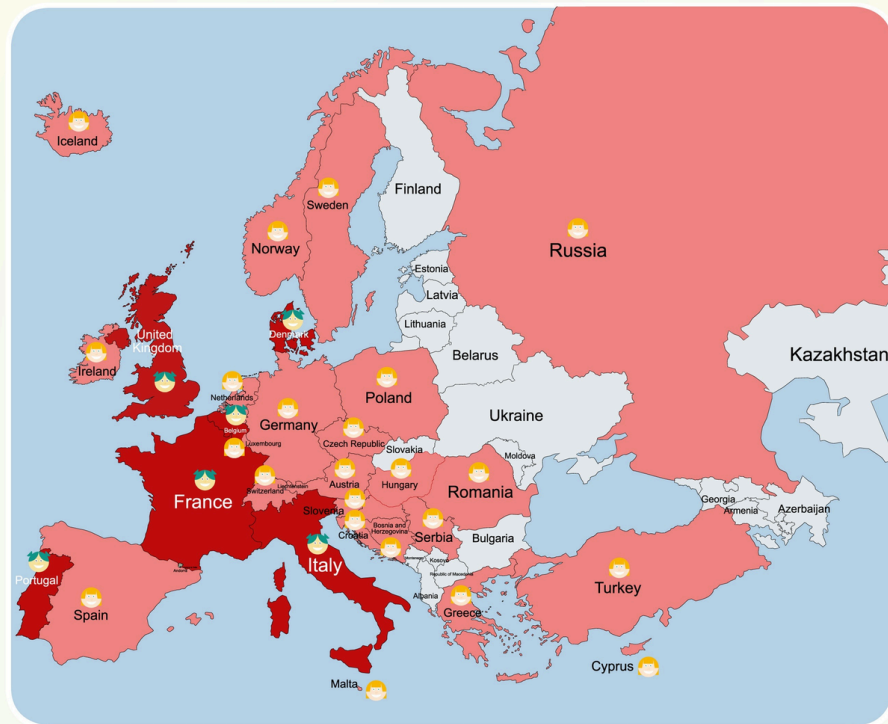 Iceland
Finland
Sweden
Norway
Russia
Estonia
Latvia
Lithuania
United
Kingdom
Denmark
Ireland
Belarus
Kazakhstan
Netherlands
Poland
Germany
Ukraine
Belgium
Luxembourg
Czech Republic
Slovakia
Moldova
Austria
Hungary
Switzerland
Liechtenstein
Romania
France
Slovenia
Georgia
Armenia
Azerbaijan
Croatia
Bosnia and
Herzegovina
Serbia
Bulgaria
Italy
Montenegro
Kosovo
Republic of Macedonia
Andorra
Portugal
Spain
Albania
Turkey
Greece
Cyprus
Malta